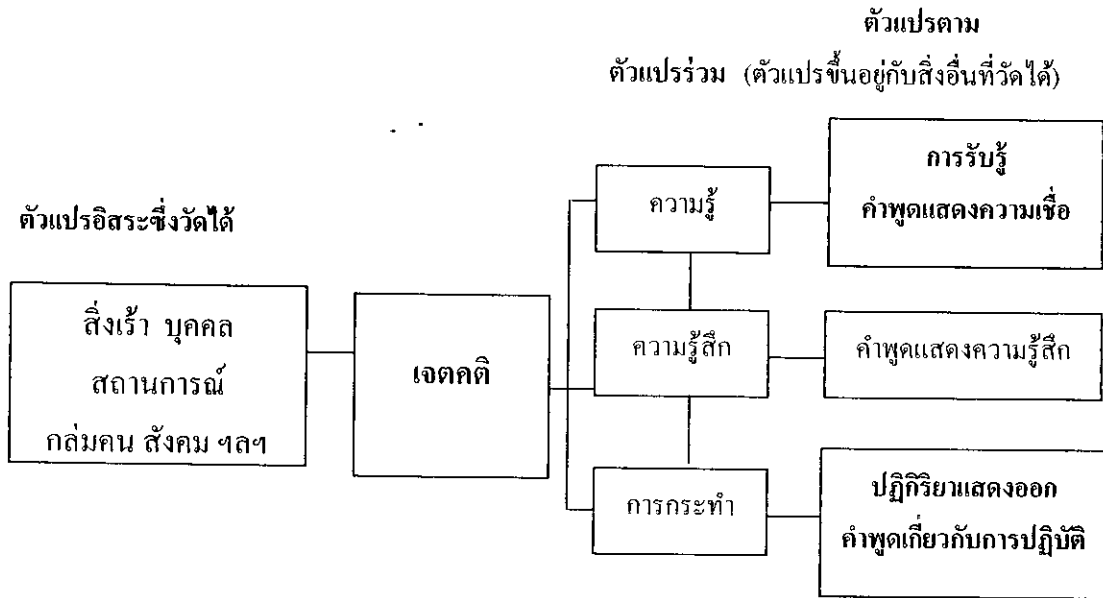 ตัวแปรตาม
ตัวแปรร่วม (ตัวแปรขึ้นอยู่กับสิ่งอื่นที่วัดได้)
ตัวแปรอิสระซึ่งวัดได้
สิ่งเร้า บุคคล
สถานการณ์
กลุ่มคน สังคม ฯลฯ
เจตคติ
ความรู้
การรับรู้
คำพูดแสดงความเชื่อ
ความรู้สึก
คำพูดแสดงความรู้สึก
การกระทำ
ปฏิกิริยาแสดงออก
คำพูดเกี่ยวกับการปฏิบัติ